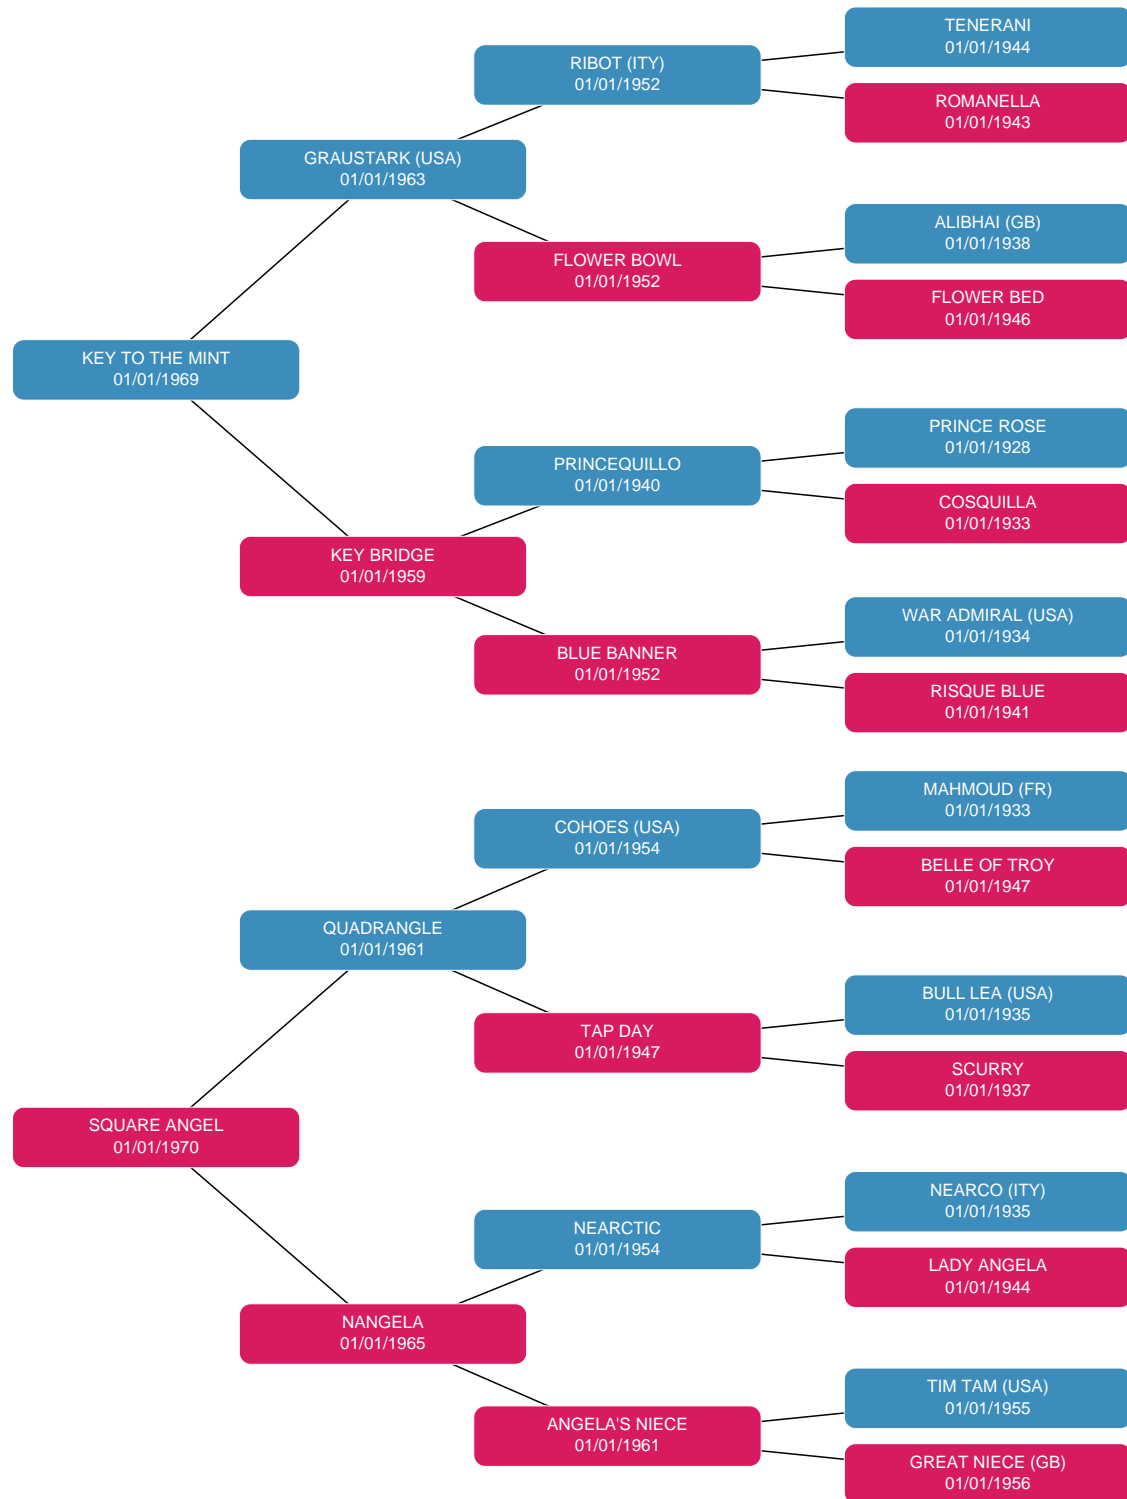 TENERANI
01/01/1944
RIBOT (ITY)
01/01/1952
ROMANELLA
01/01/1943
GRAUSTARK (USA)
01/01/1963
ALIBHAI (GB)
01/01/1938
FLOWER BOWL
01/01/1952
FLOWER BED
01/01/1946
KEY TO THE MINT
01/01/1969
PRINCE ROSE
01/01/1928
PRINCEQUILLO
01/01/1940
COSQUILLA
01/01/1933
KEY BRIDGE
01/01/1959
WAR ADMIRAL (USA)
01/01/1934
BLUE BANNER
01/01/1952
RISQUE BLUE
01/01/1941
MAHMOUD (FR)
01/01/1933
COHOES (USA)
01/01/1954
BELLE OF TROY
01/01/1947
QUADRANGLE
01/01/1961
BULL LEA (USA)
01/01/1935
TAP DAY
01/01/1947
SCURRY
01/01/1937
SQUARE ANGEL
01/01/1970
NEARCO (ITY)
01/01/1935
NEARCTIC
01/01/1954
LADY ANGELA
01/01/1944
NANGELA
01/01/1965
TIM TAM (USA)
01/01/1955
ANGELA'S NIECE
01/01/1961
GREAT NIECE (GB)
01/01/1956